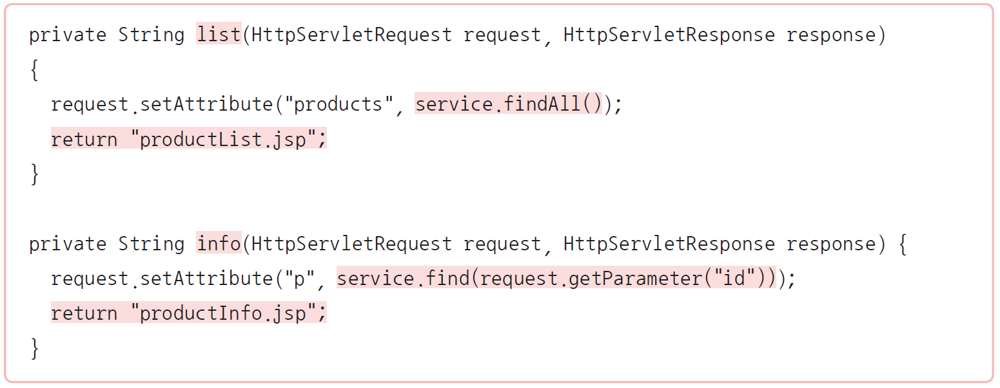 private String list(HttpServletRequest request, HttpServletResponse response)
{
request.setAttribute("products", service.findAll());
return "productList.jsp";
}
private String info(HttpServletRequest request, HttpServletResponse response) {
request.setAttribute("p", service.find(request.getParameter("id")));
return "productInfo.jsp";
}